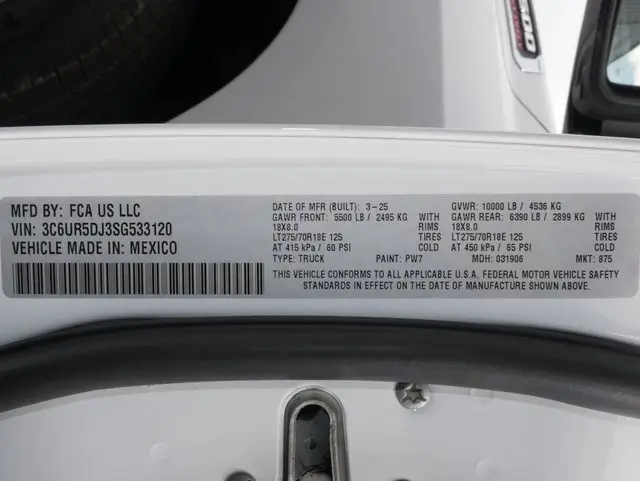 MFD BY: FCA US LLC
VIN: 3C6UR5DJ3SG533120
VEHICLE MADE IN: MEXICO
DATE OF MFR (BUILT): 3-25
GAWR FRONT: 5500 LB / 2495 KG WITH
18X8.0 RIMS
LT275/70R18E 125 TIRES
AT 415 kPa / 60 PSI COLD
TYPE: TRUCK PAINT: PW7
GVWR: 10000 LB / 4536 KG
GAWR REAR: 6390 LB / 2899 KG WITH
18X8.0 RIMS
LT275/70R18E 125 TIRES
AT 450 kPa / 65 PSI COLD
MDH: 031906 MKT: 875
THIS VEHICLE CONFORMS TO ALL APPLICABLE U.S.A. FEDERAL MOTOR VEHICLE SAFETY
STANDARDS IN EFFECT ON THE DATE OF MANUFACTURE SHOWN ABOVE.